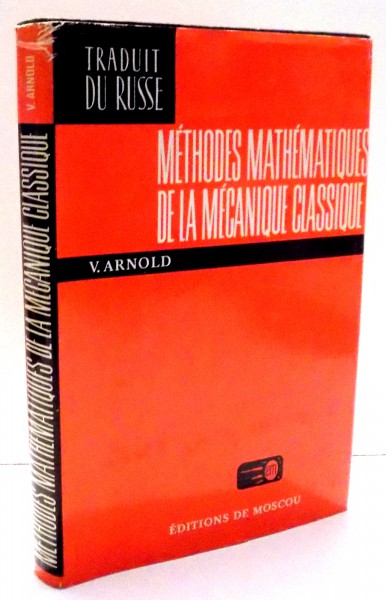 V. ARNOLD
MÉTHODES MATHÉMATIQUES DE LA MÉCANIQUE CLASSIQUE
TRADUIT
DU RUSSE
MÉTHODES MATHÉMATIQUES
DE LA MÉCANIQUE CLASSIQUE
V. ARNOLD
ÉDITIONS DE MOSCOU